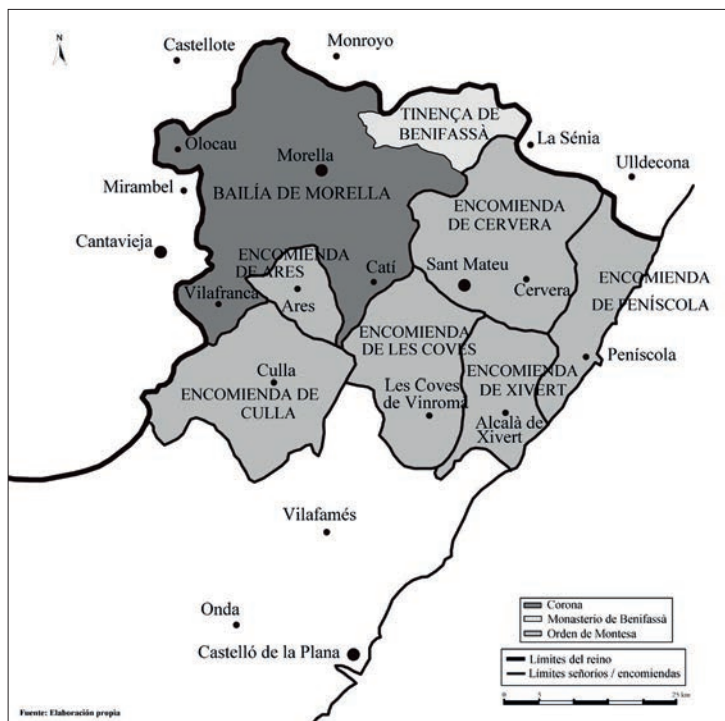 N
Castellote
Monroyo
TINENÇA DE
BENIFASSÀ
La Sénia
Olocau
Morella
Ulldecona
Mirambel
BAILÍA DE MORELLA
ENCOMIENDA
DE CERVERA
Cantavieja
ENCOMIENDA
DE ARES
Catí
Sant Mateu
Cervera
ENCOMIENDA
DE PENÍSCOLA
Vilafranca
Ares
ENCOMIENDA
DE LES COVES
Peníscola
Culla
ENCOMIENDA
DE XIVERT
ENCOMIENDA DE
CULLA
Les Coves
de Vinromà
Alcalà de
Xivert
Vilafamés
Onda
Castelló de la Plana
Corona
Monasterio de Benifassà
Orden de Montesa
Límites del reino
Límites señoríos / encomiendas
0 5 25 km
Fuente: Elaboración propia